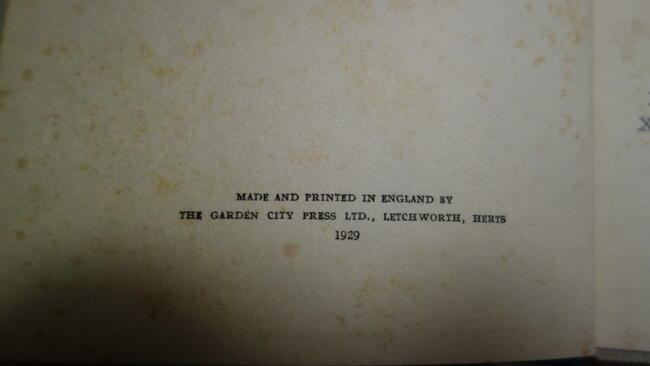 MADE AND PRINTED IN ENGLAND BY
THE GARDEN CITY PRESS LTD., LETCHWORTH, HERTS
1929
X